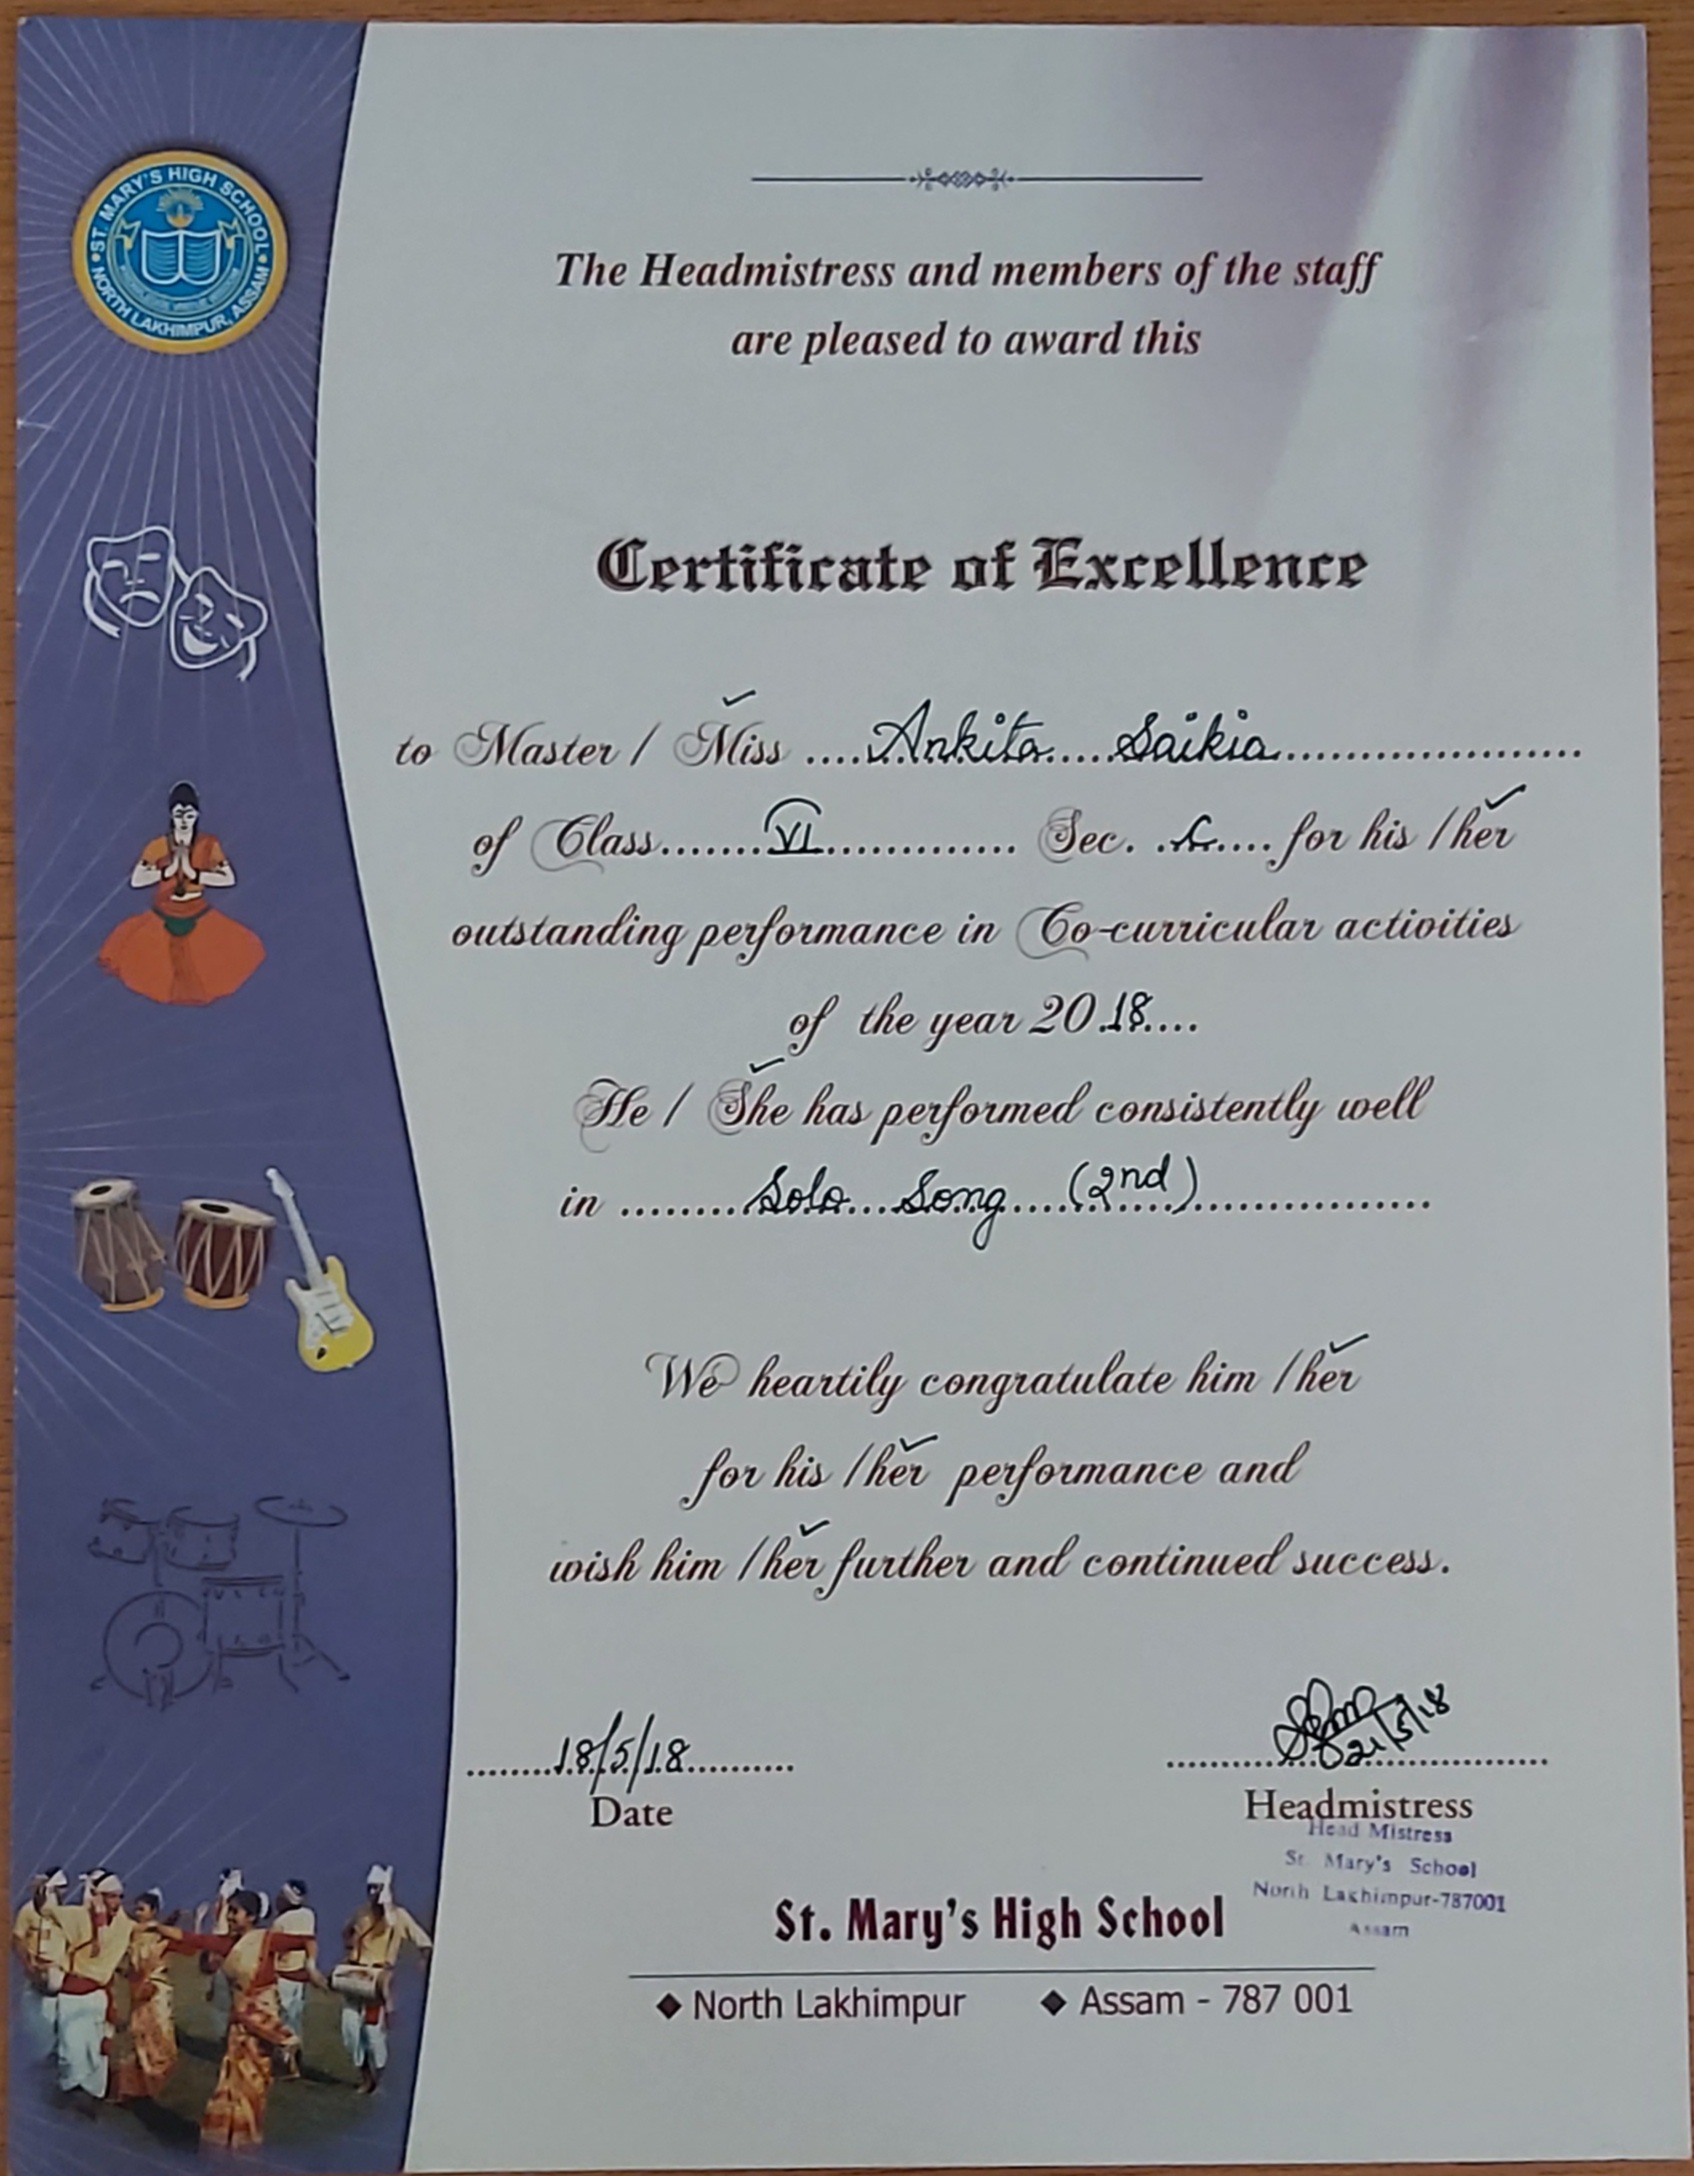 ST. MARY'S HIGH SCHOOL
NORTH LAKHIMPUR, ASSAM
The Headmistress and members of the staff
are pleased to award this
Certificate of Excellence
to Master / Miss ....Ankita....Saikia....................
of Class.......VI............. Sec. ..C.... for his / her
outstanding performance in Co-curricular activities
of the year 20.18....
He / She has performed consistently well
in .........Solo...Song....(2nd)................
We heartily congratulate him / her
for his / her performance and
wish him / her further and continued success.
........18/5/18..........
21/5/18
Date
Headmistress
Head Mistress
St. Mary's School
North Lakhimpur-787001
Assam
St. Mary's High School
◆ North Lakhimpur ◆ Assam - 787 001